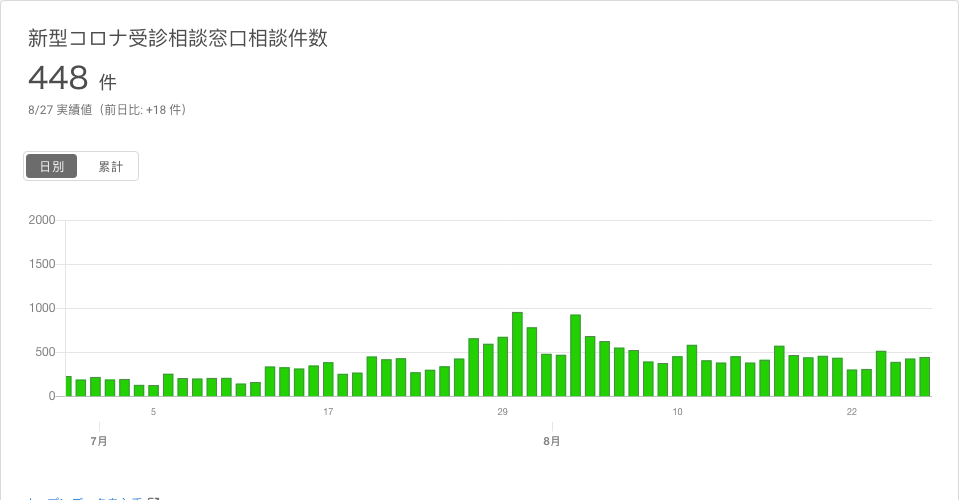 新型コロナ受診相談窓口相談件数
448 件
8/27 実績値（前日比: +18 件）
日別 累計
2000
1500
1000
500
0
5 17 29 10 22
7月 8月